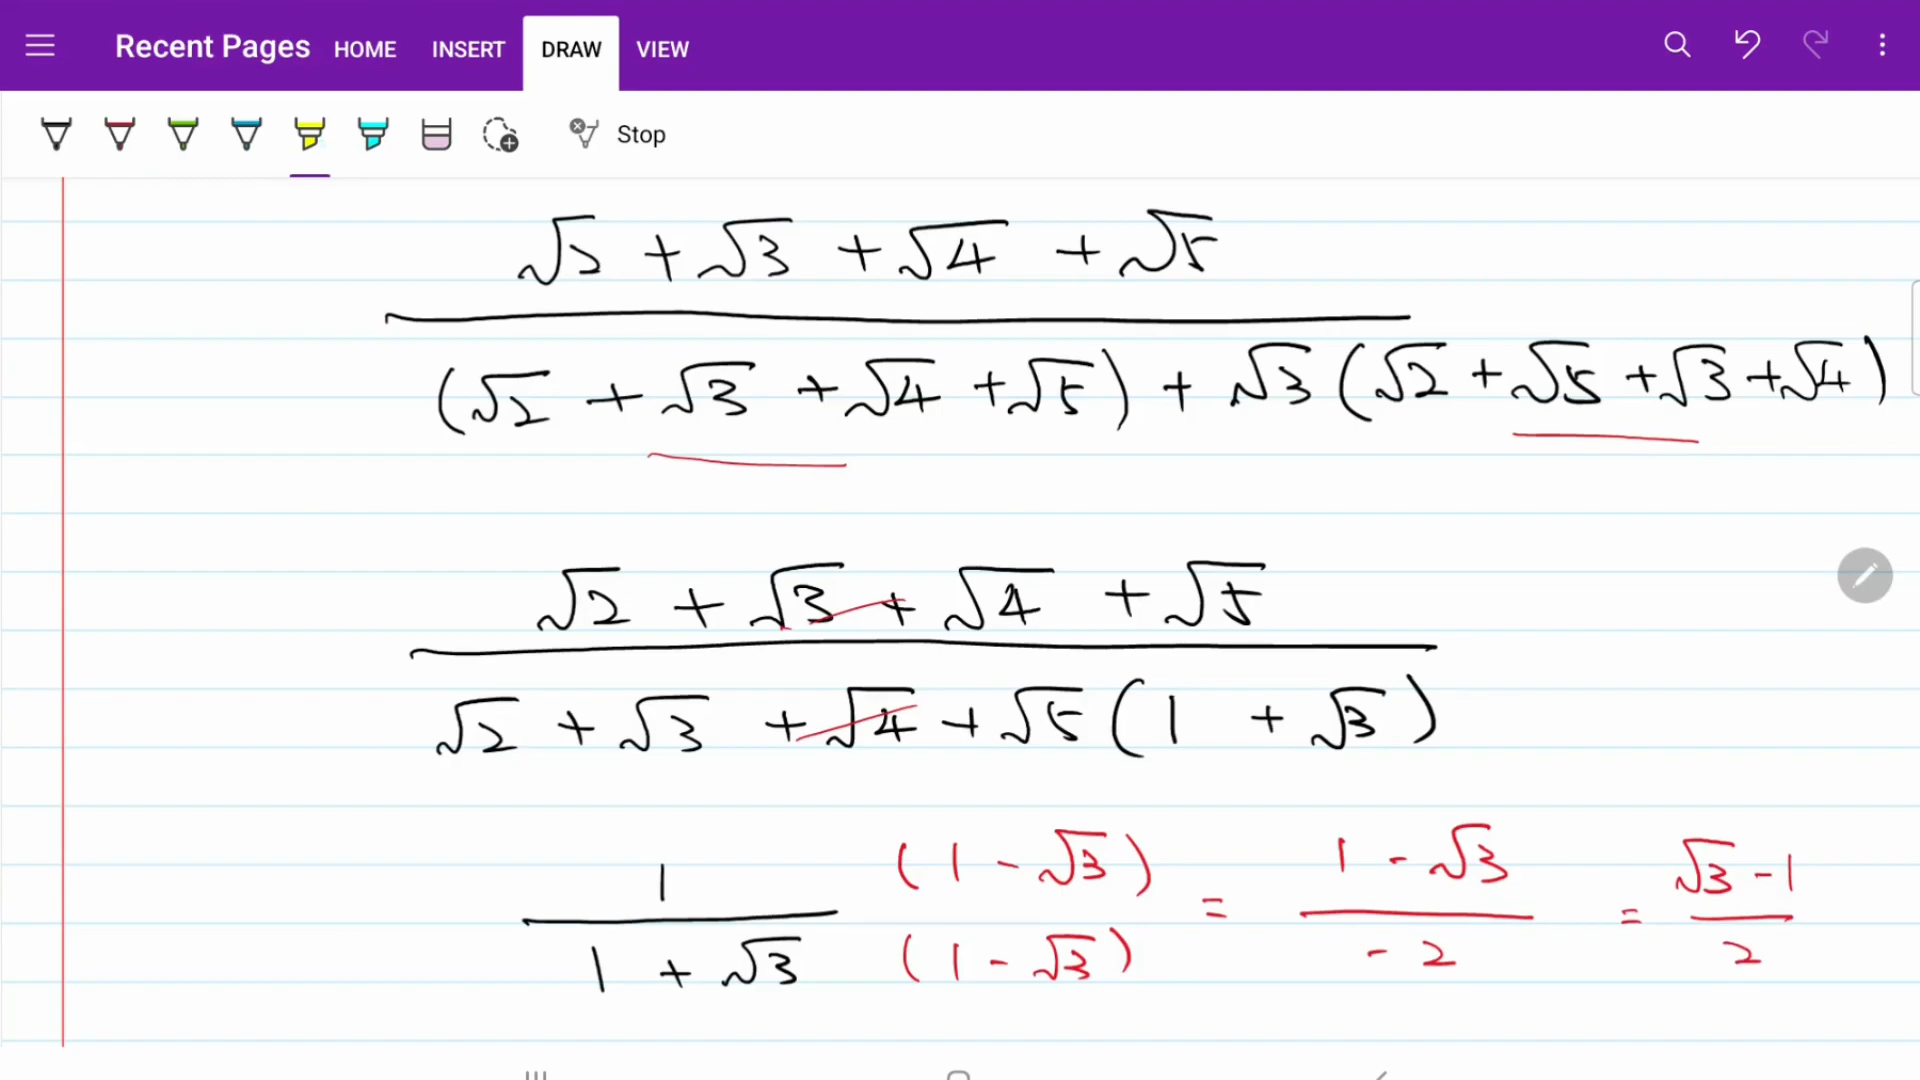 Recent Pages HOME INSERT DRAW VIEW
Stop
√2 + √3 + √4 + √5
(√2 + √3 + √4 + √5) + √3 (√2 + √5 + √3 + √4)
√2 + √3 + √4 + √5
√2 + √3 + √4 + √5 (1 + √3)
1 (1 - √3) = 1 - √3 = √3 - 1
1 + √3 (1 - √3) - 2 2